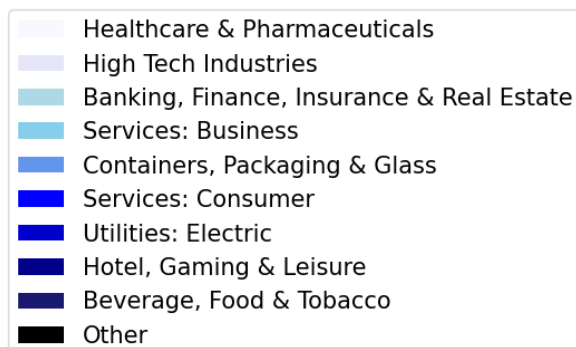 Healthcare & Pharmaceuticals
High Tech Industries
Banking, Finance, Insurance & Real Estate
Services: Business
Containers, Packaging & Glass
Services: Consumer
Utilities: Electric
Hotel, Gaming & Leisure
Beverage, Food & Tobacco
Other